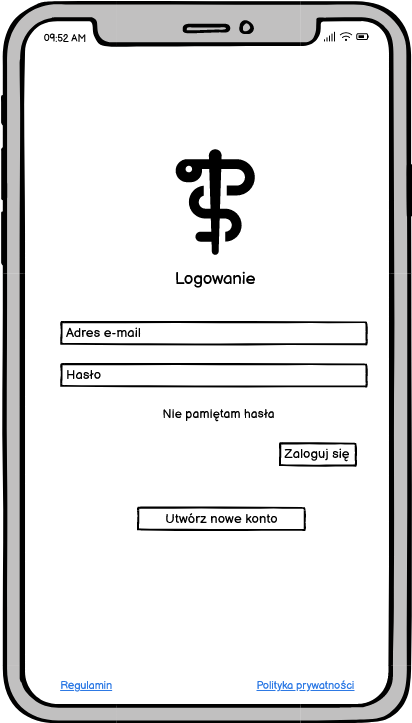 09:52 AM
Logowanie
Adres e-mail
Hasło
Nie pamiętam hasła
Zaloguj się
Utwórz nowe konto
Regulamin
Polityka prywatności